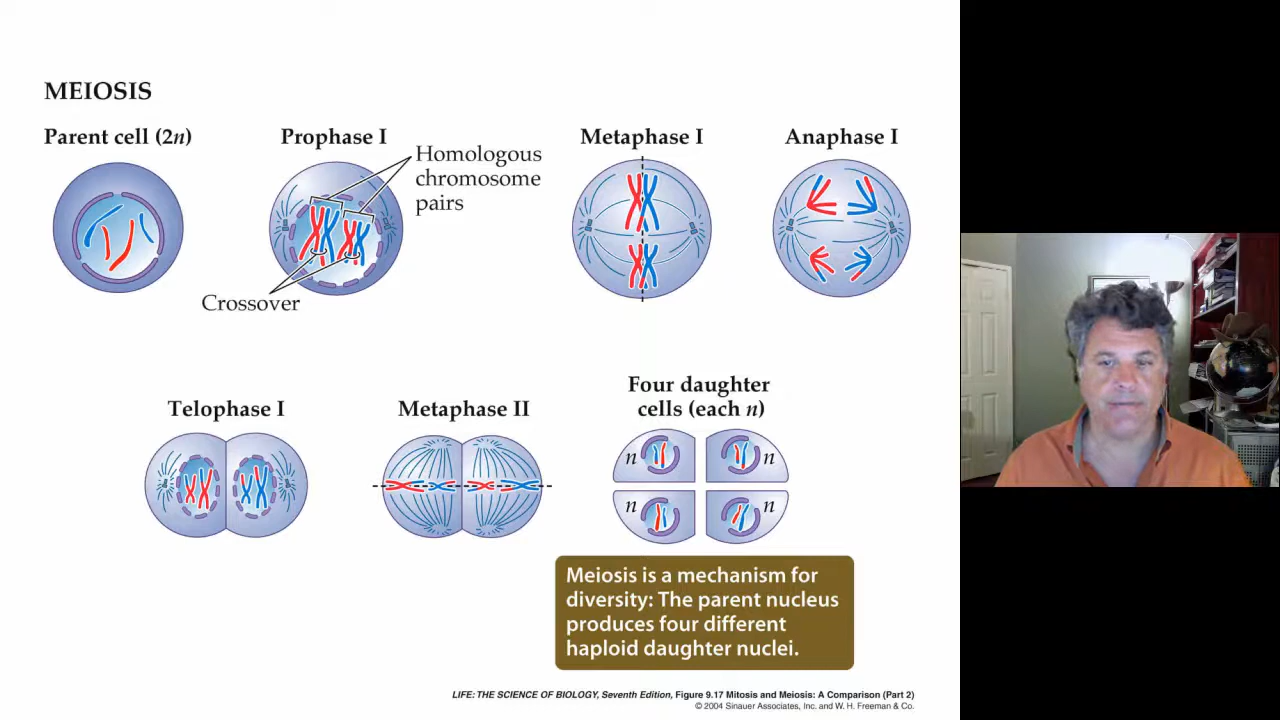 MEIOSIS
Parent cell (2n)
Prophase I
Homologous
chromosome
pairs
Crossover
Metaphase I
Anaphase I
Telophase I
Metaphase II
Four daughter
cells (each n)
n
n
n
n
Meiosis is a mechanism for
diversity: The parent nucleus
produces four different
haploid daughter nuclei.
LIFE: THE SCIENCE OF BIOLOGY, Seventh Edition, Figure 9.17 Mitosis and Meiosis: A Comparison (Part 2)
© 2004 Sinauer Associates, Inc. and W. H. Freeman & Co.